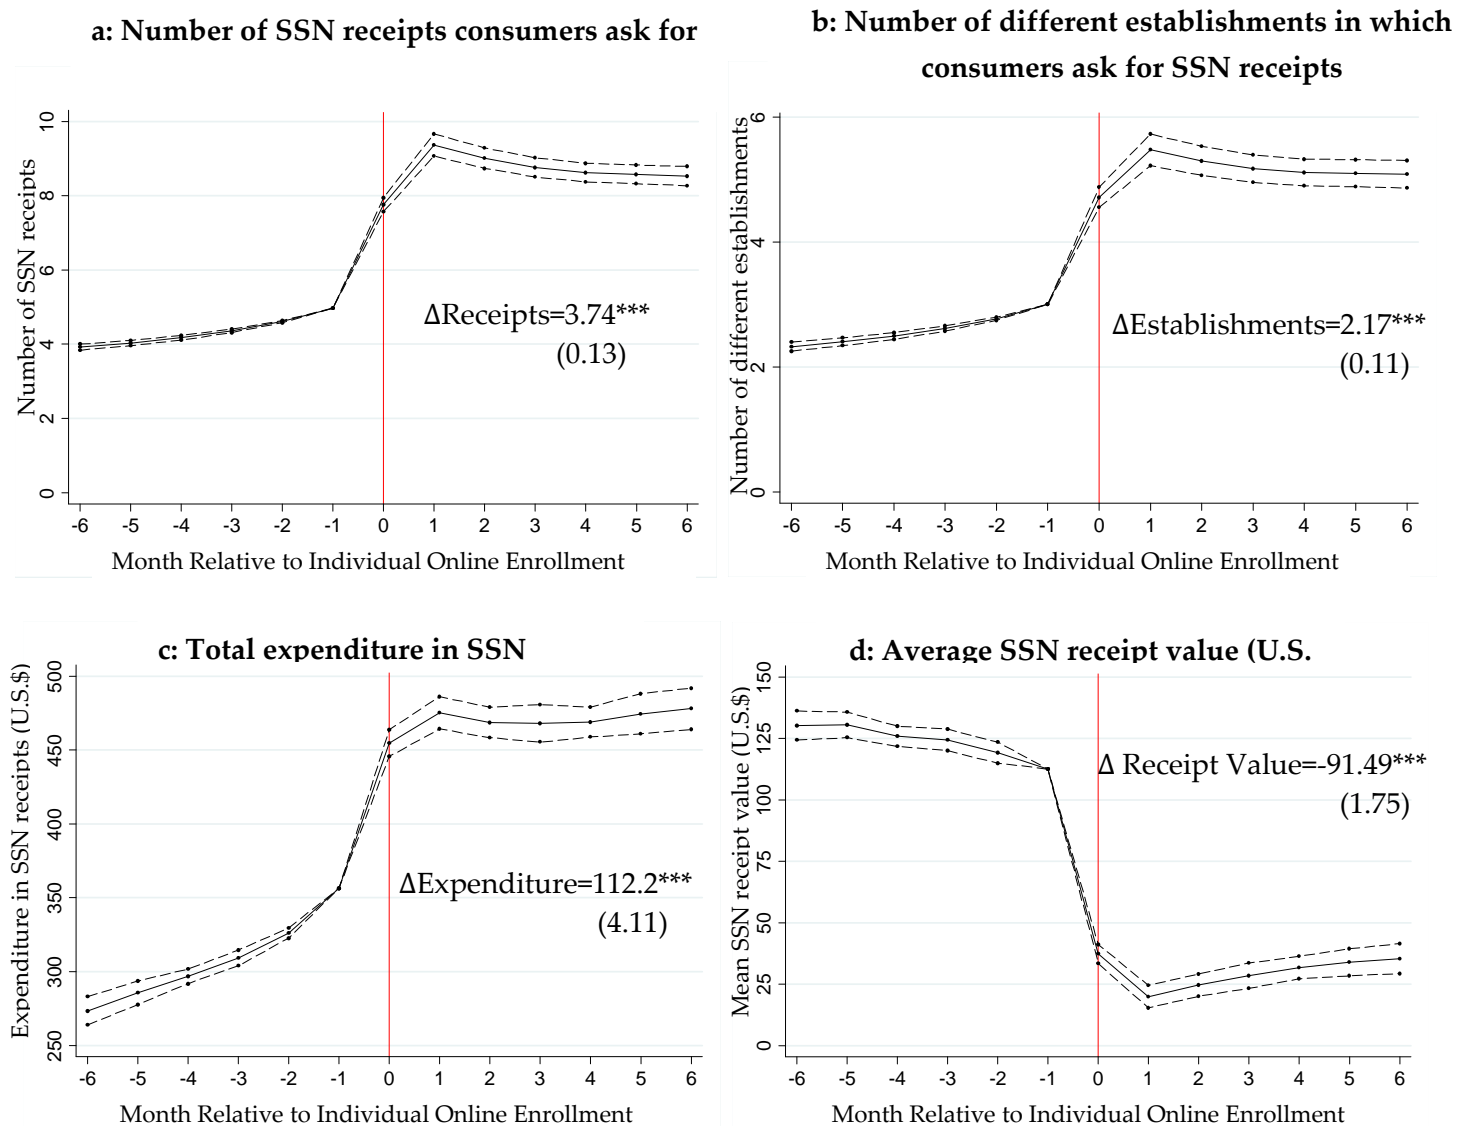 a: Number of SSN receipts consumers ask for
Number of SSN receipts
10
8
6
4
2
0
ΔReceipts=3.74***
(0.13)
-6 -5 -4 -3 -2 -1 0 1 2 3 4 5 6
Month Relative to Individual Online Enrollment
b: Number of different establishments in which
consumers ask for SSN receipts
Number of different establishments
6
4
2
0
ΔEstablishments=2.17***
(0.11)
-6 -5 -4 -3 -2 -1 0 1 2 3 4 5 6
Month Relative to Individual Online Enrollment
c: Total expenditure in SSN
Expenditure in SSN receipts (U.S.$)
500
450
400
350
300
250
ΔExpenditure=112.2***
(4.11)
-6 -5 -4 -3 -2 -1 0 1 2 3 4 5 6
Month Relative to Individual Online Enrollment
d: Average SSN receipt value (U.S.
Mean SSN receipt value (U.S.$)
150
125
100
75
50
25
0
Δ Receipt Value=-91.49***
(1.75)
-6 -5 -4 -3 -2 -1 0 1 2 3 4 5 6
Month Relative to Individual Online Enrollment